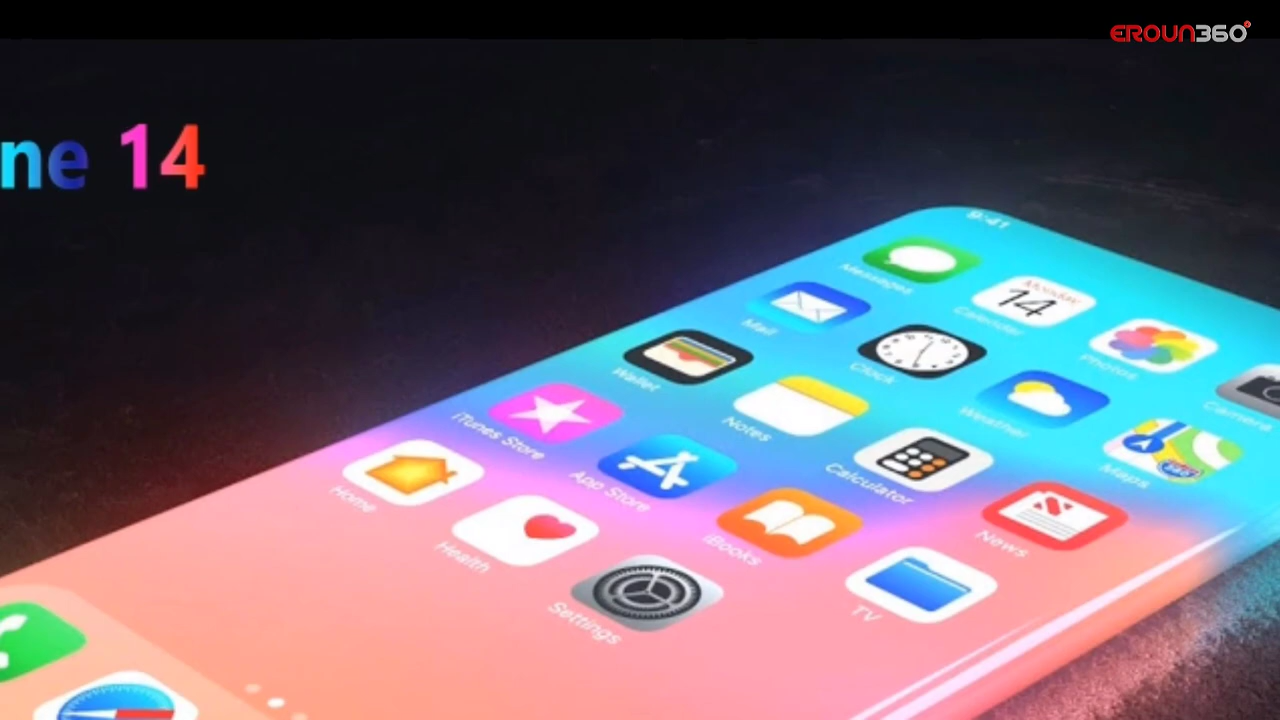 EROUN360°
ne 14
9:41
Messages
Monday
14
Calendar
Photos
Camera
Mail
Clock
Weather
Maps
360
Wallet
Notes
Calculator
News
iTunes Store
App Store
iBooks
TV
Home
Health
Settings